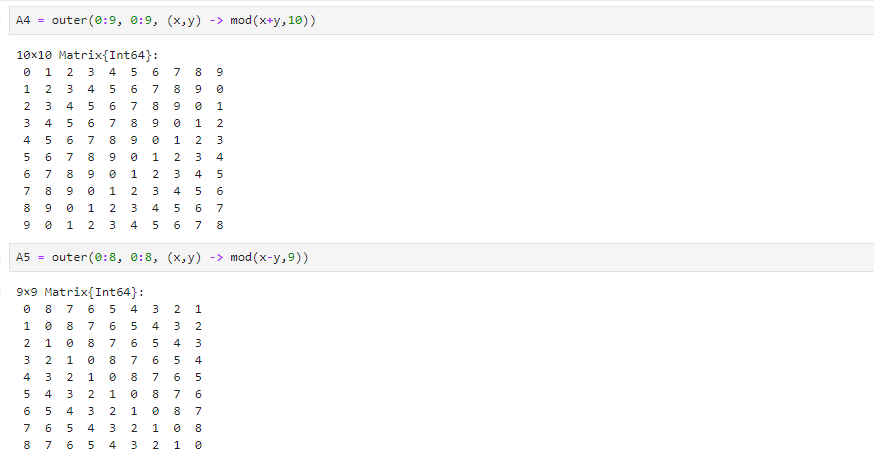 A4 = outer(0:9, 0:9, (x,y) -> mod(x+y,10))
10×10 Matrix{Int64}:
0 1 2 3 4 5 6 7 8 9
1 2 3 4 5 6 7 8 9 0
2 3 4 5 6 7 8 9 0 1
3 4 5 6 7 8 9 0 1 2
4 5 6 7 8 9 0 1 2 3
5 6 7 8 9 0 1 2 3 4
6 7 8 9 0 1 2 3 4 5
7 8 9 0 1 2 3 4 5 6
8 9 0 1 2 3 4 5 6 7
9 0 1 2 3 4 5 6 7 8
A5 = outer(0:8, 0:8, (x,y) -> mod(x-y,9))
9×9 Matrix{Int64}:
0 8 7 6 5 4 3 2 1
1 0 8 7 6 5 4 3 2
2 1 0 8 7 6 5 4 3
3 2 1 0 8 7 6 5 4
4 3 2 1 0 8 7 6 5
5 4 3 2 1 0 8 7 6
6 5 4 3 2 1 0 8 7
7 6 5 4 3 2 1 0 8
8 7 6 5 4 3 2 1 0